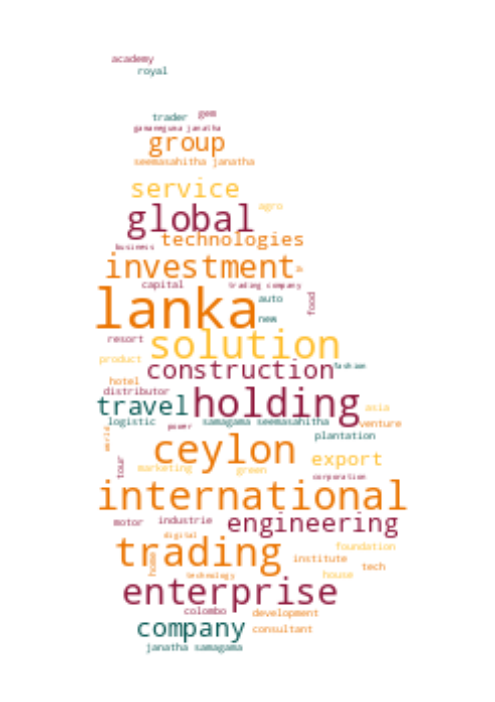 academy
royal
trader gem
gawaneguma janatha
group
seemasahitha janatha
service
agro
global
technologies
business
investment
capital trading company
lanka
auto
food
new
resort
solution
product
construction
fashion
hotel
distributor
travel
holding
asia
logistic
power
samagama seemasahitha
venture
plantation
world
ceylon
export
tour
marketing
green
corporation
international
motor
industrie
engineering
digital
trading
foundation
home
institute
tech
technology
house
enterprise
colombo
development
company
consultant
janatha samagama